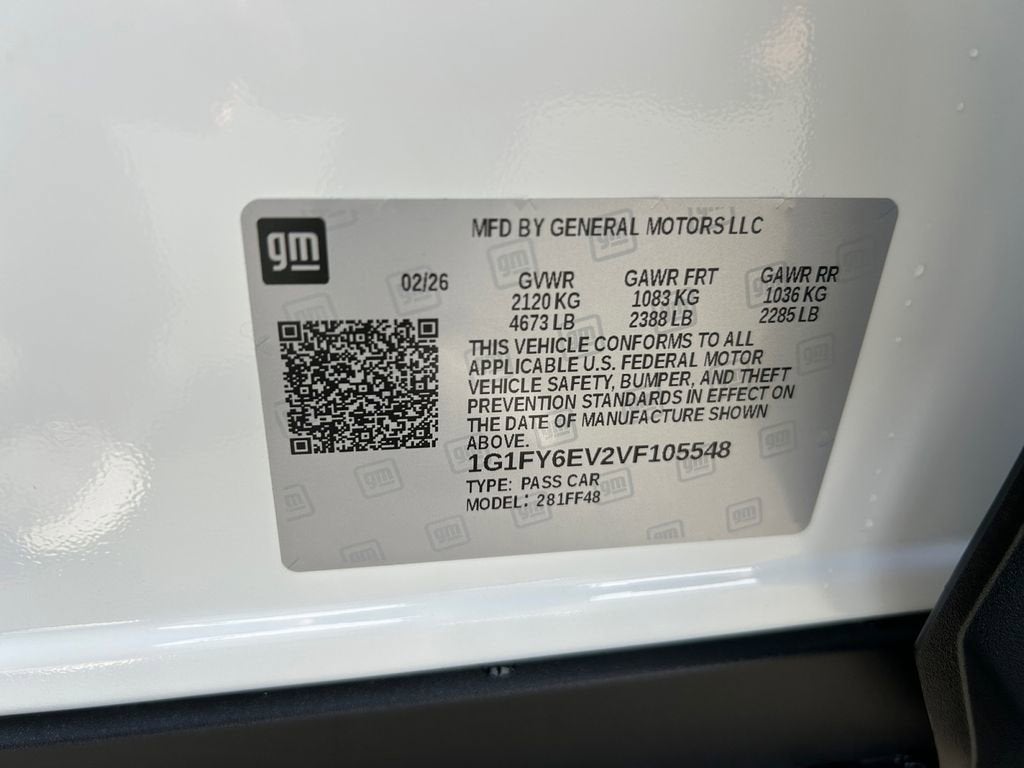 gm
MFD BY GENERAL MOTORS LLC
02/26 GVWR GAWR FRT GAWR RR
2120 KG 1083 KG 1036 KG
4673 LB 2388 LB 2285 LB
THIS VEHICLE CONFORMS TO ALL
APPLICABLE U.S. FEDERAL MOTOR
VEHICLE SAFETY, BUMPER, AND THEFT
PREVENTION STANDARDS IN EFFECT ON
THE DATE OF MANUFACTURE SHOWN
ABOVE.
1G1FY6EV2VF105548
TYPE: PASS CAR
MODEL: 281FF48